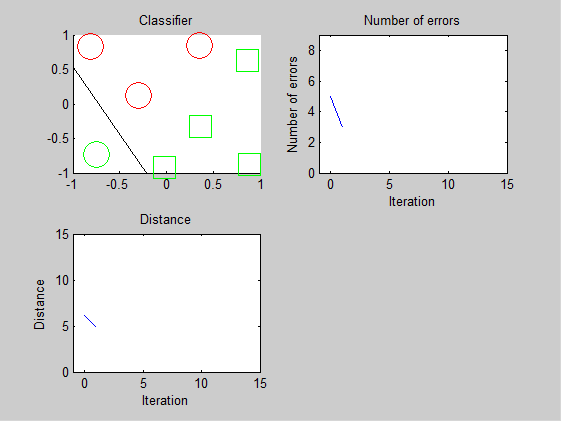 Classifier
1
0.5
0
-0.5
-1
-1 -0.5 0 0.5 1
Number of errors
Number of errors
8
6
4
2
0
0 5 10 15
Iteration
Distance
Distance
15
10
5
0
0 5 10 15
Iteration